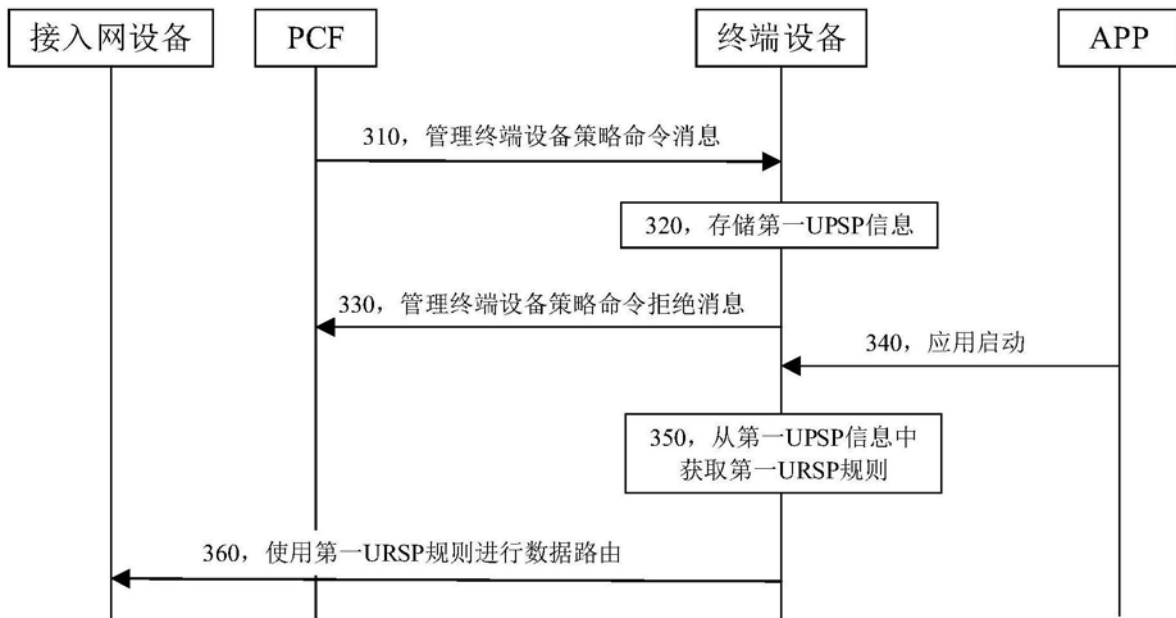 接入网设备
PCF
终端设备
APP
310，管理终端设备策略命令消息
320，存储第一UPSP信息
330，管理终端设备策略命令拒绝消息
340，应用启动
350，从第一UPSP信息中
获取第一URSP规则
360，使用第一URSP规则进行数据路由